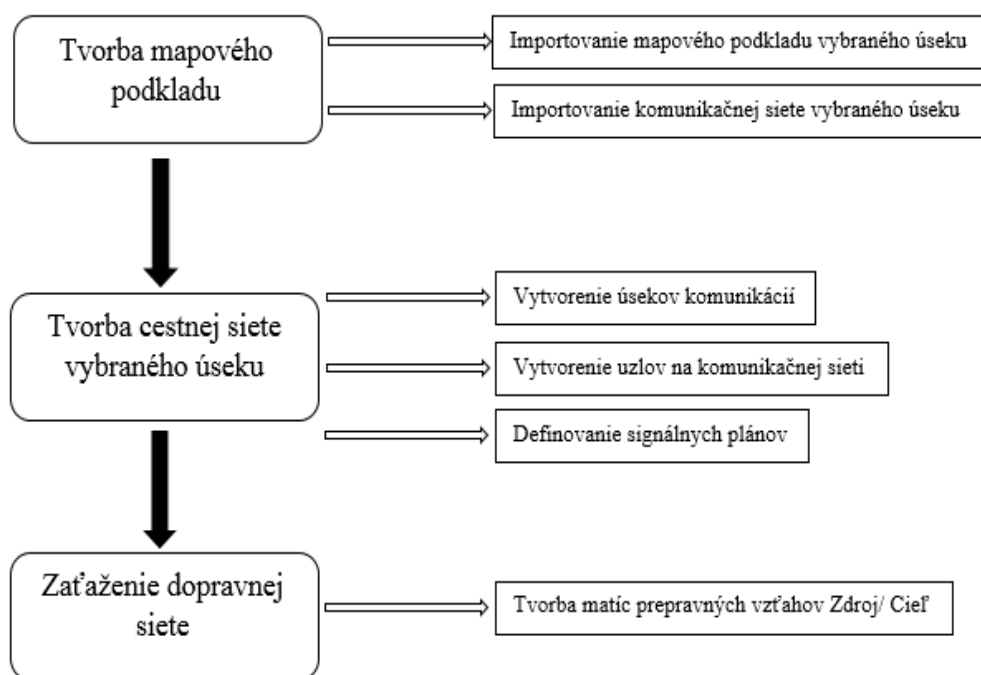 Tvorba mapového
podkladu
Importovanie mapového podkladu vybraného úseku
Importovanie komunikačnej siete vybraného úseku
Tvorba cestnej siete
vybraného úseku
Vytvorenie úsekov komunikácií
Vytvorenie uzlov na komunikačnej sieti
Definovanie signálnych plánov
Zaťaženie dopravnej
siete
Tvorba matíc prepravných vzťahov Zdroj/ Cieľ